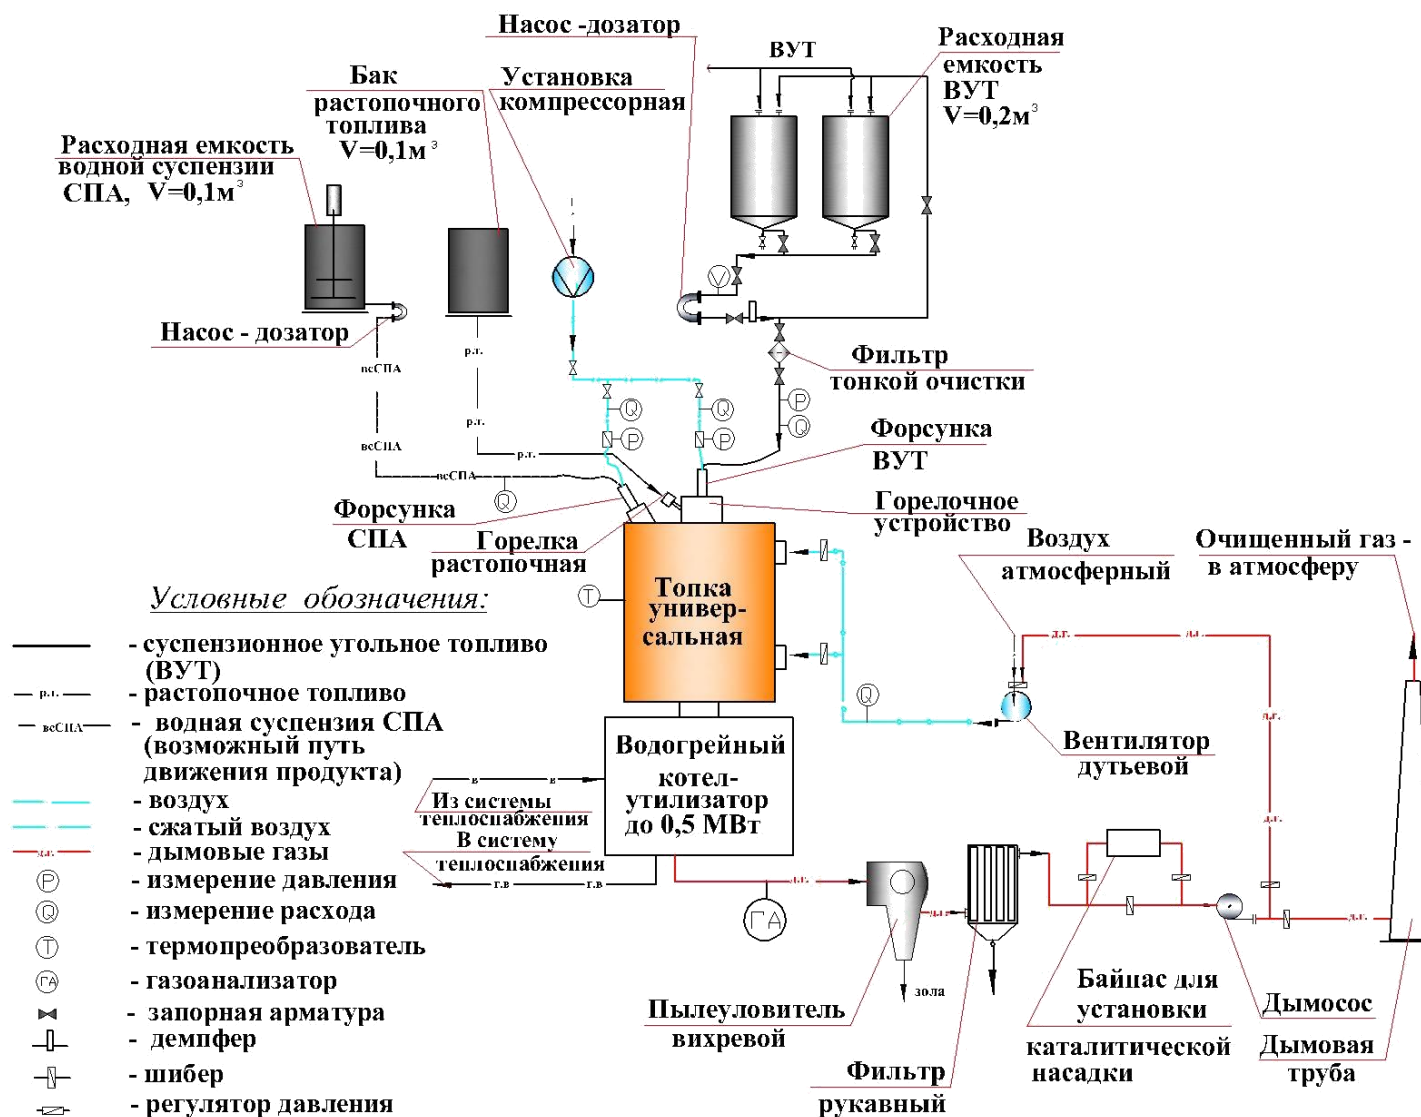 Насос -дозатор
ВУТ
Расходная
емкость
ВУТ
V=0,2м³
Бак
растопочного
топлива
V=0,1м³
Установка
компрессорная
Расходная емкость
водной суспензии
СПА, V=0,1м³
Насос - дозатор
V
р.т.
всСПА
р.т.
всСПА
р.т.
всСПА
Q
Q
P
Q
P
P
Q
Фильтр
тонкой очистки
Форсунка
ВУТ
Форсунка
СПА
Горелка
растопочная
Горелочное
устройство
Воздух
атмосферный
Очищенный газ -
в атмосферу
Топка
универ-
сальная
T
Q
д.г.
д.г.
д.г.
д.г.
Вентилятор
дутьевой
Водогрейный
котел-
утилизатор
до 0,5 МВт
в
в
Из системы
теплоснабжения
В систему
теплоснабжения
г.в
г.в
д.г.
ГА
д.г.
д.г.
зола
Пылеуловитель
вихревой
Фильтр
рукавный
Байпас для
установки
каталитической
насадки
Дымосос
Дымовая
труба
Условные обозначения:
- суспензионное угольное топливо
(ВУТ)
р.т. - растопочное топливо
всСПА - водная суспензия СПА
(возможный путь
движения продукта)
- воздух
- сжатый воздух
д.г. - дымовые газы
P - измерение давления
Q - измерение расхода
T - термопреобразователь
ГА - газоанализатор
- запорная арматура
- демпфер
- шибер
- регулятор давления